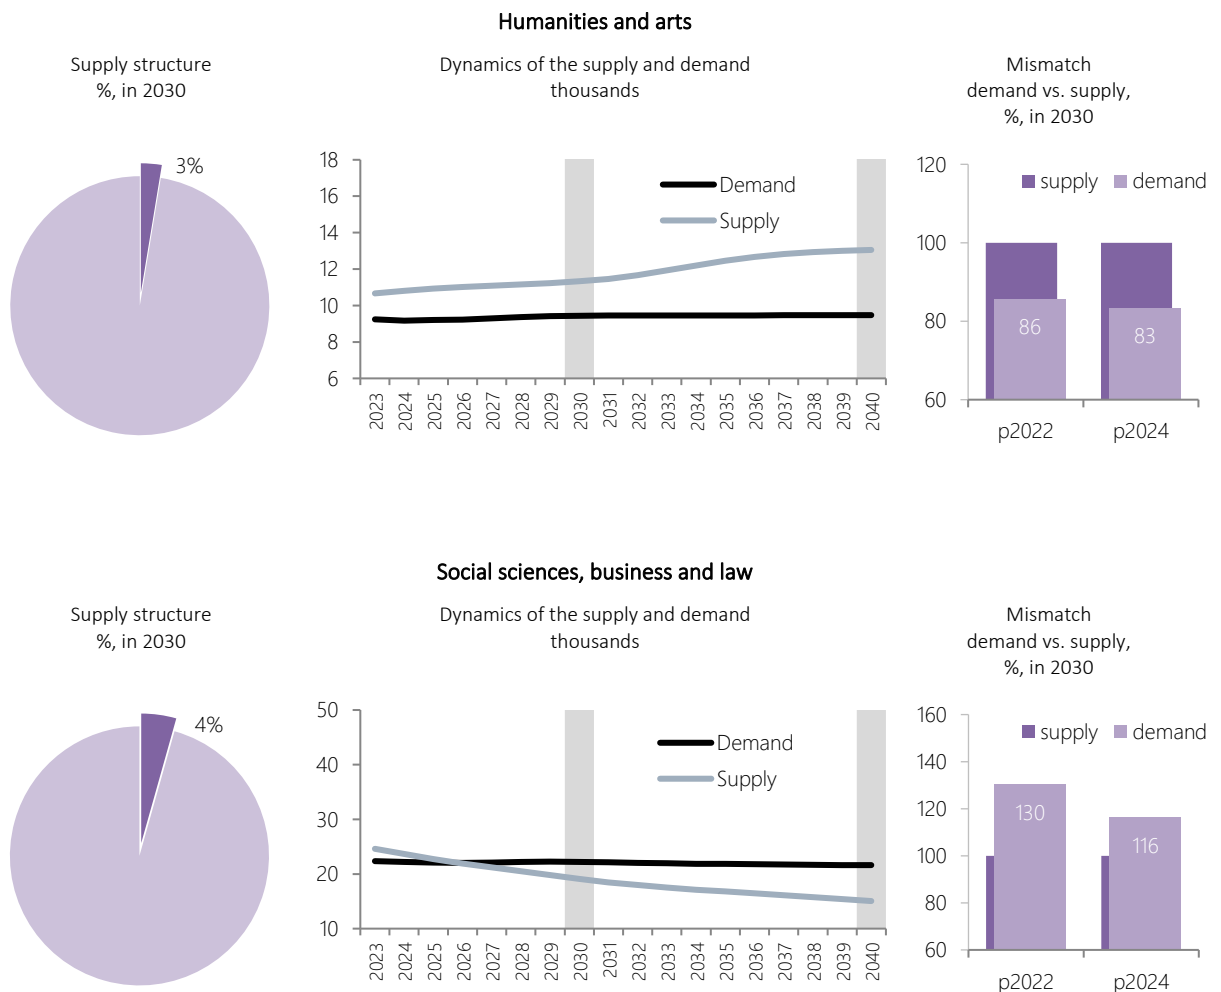 Humanities and arts
Supply structure
%, in 2030
3%
Dynamics of the supply and demand
thousands
18
16
14
12
10
8
6
Demand
Supply
2023
2024
2025
2026
2027
2028
2029
2030
2031
2032
2033
2034
2035
2036
2037
2038
2039
2040
Mismatch
demand vs. supply,
%, in 2030
120
100
80
60
supply
demand
86
83
p2022
p2024
Social sciences, business and law
Supply structure
%, in 2030
4%
Dynamics of the supply and demand
thousands
50
40
30
20
10
Demand
Supply
2023
2024
2025
2026
2027
2028
2029
2030
2031
2032
2033
2034
2035
2036
2037
2038
2039
2040
Mismatch
demand vs. supply,
%, in 2030
160
140
120
100
80
60
supply
demand
130
116
p2022
p2024